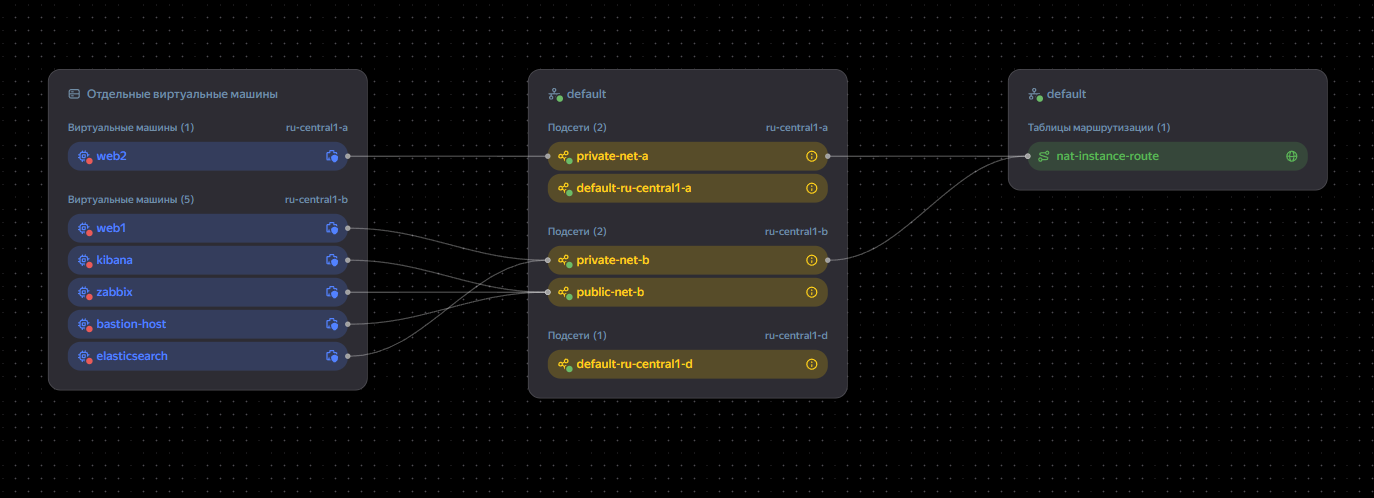 Отдельные виртуальные машины
Виртуальные машины (1) ru-central1-a
web2
Виртуальные машины (5) ru-central1-b
web1
kibana
zabbix
bastion-host
elasticsearch
default
Подсети (2) ru-central1-a
private-net-a
default-ru-central1-a
Подсети (2) ru-central1-b
private-net-b
public-net-b
Подсети (1) ru-central1-d
default-ru-central1-d
default
Таблицы маршрутизации (1)
nat-instance-route